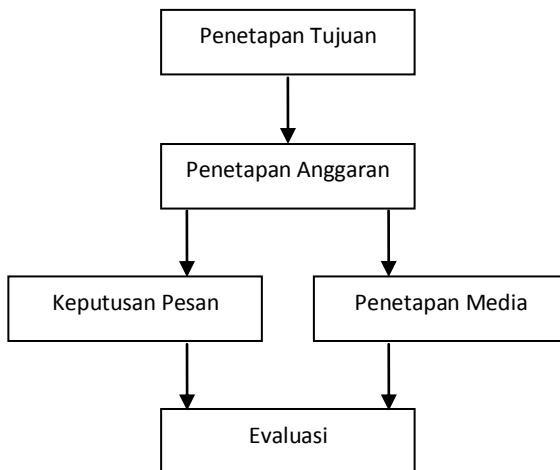 Penetapan Tujuan
Penetapan Anggaran
Keputusan Pesan
Penetapan Media
Evaluasi